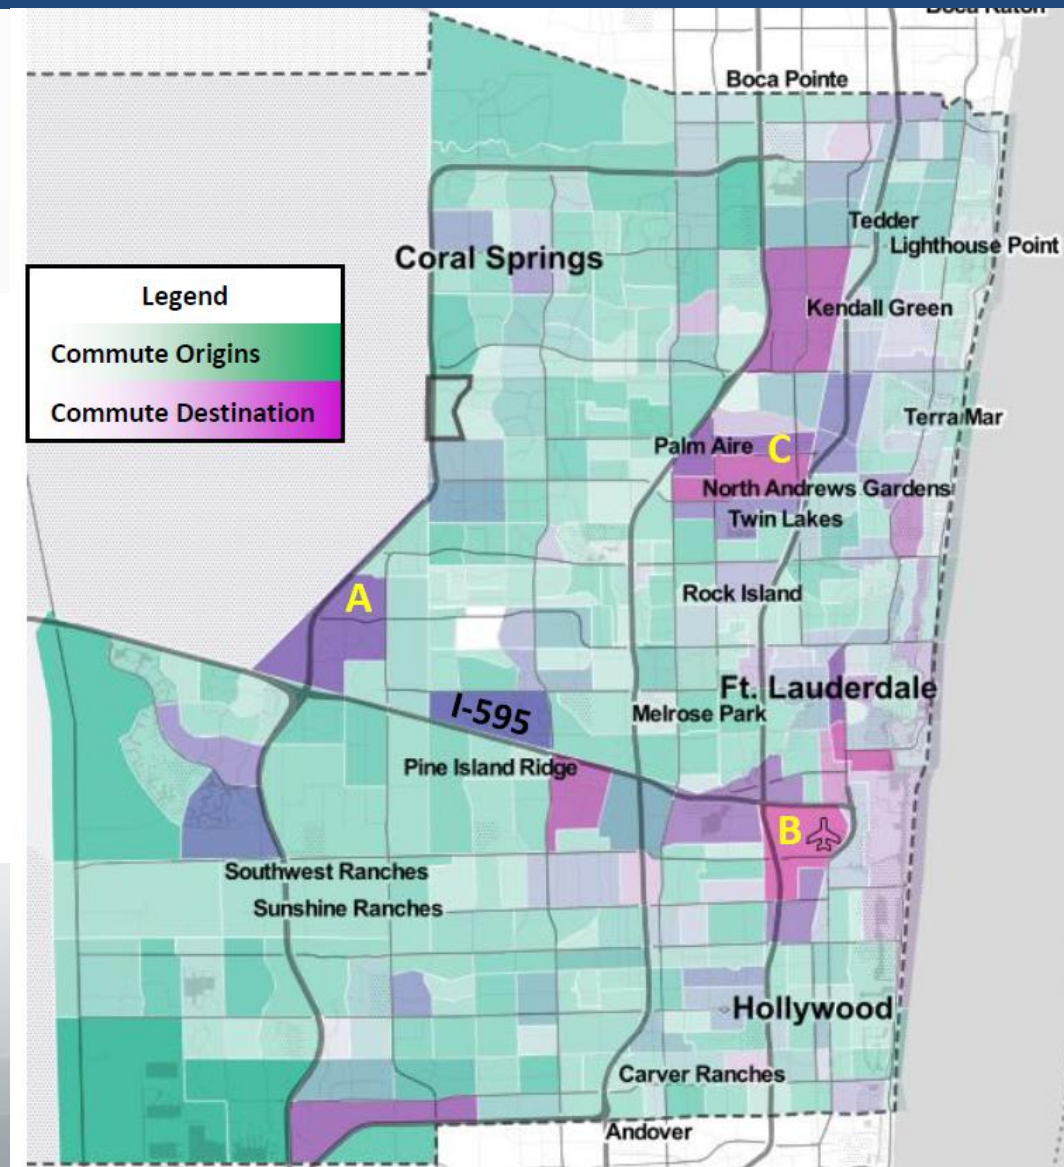 Boca Raton
Boca Pointe
Tedder
Lighthouse Point
Coral Springs
Legend
Commute Origins
Commute Destination
Kendall Green
Terra Mar
Palm Aire
C
North Andrews Gardens
Twin Lakes
A
Rock Island
Ft. Lauderdale
I-595
Melrose Park
Pine Island Ridge
B
Southwest Ranches
Sunshine Ranches
Hollywood
Carver Ranches
Andover